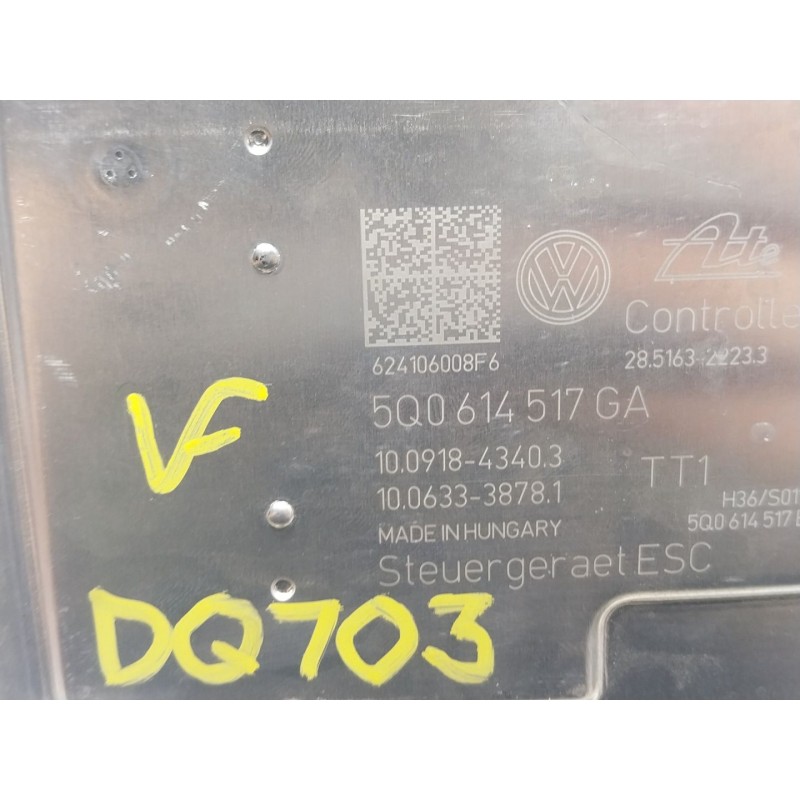 Ate
Controlle
624106008F6
28.5163-2223.3
5Q0 614 517 GA
10.0918-4340.3
TT1
10.0633-3878.1
H36/S01
MADE IN HUNGARY
5Q0 614 517
Steuergeraet ESC
VF
DQ703